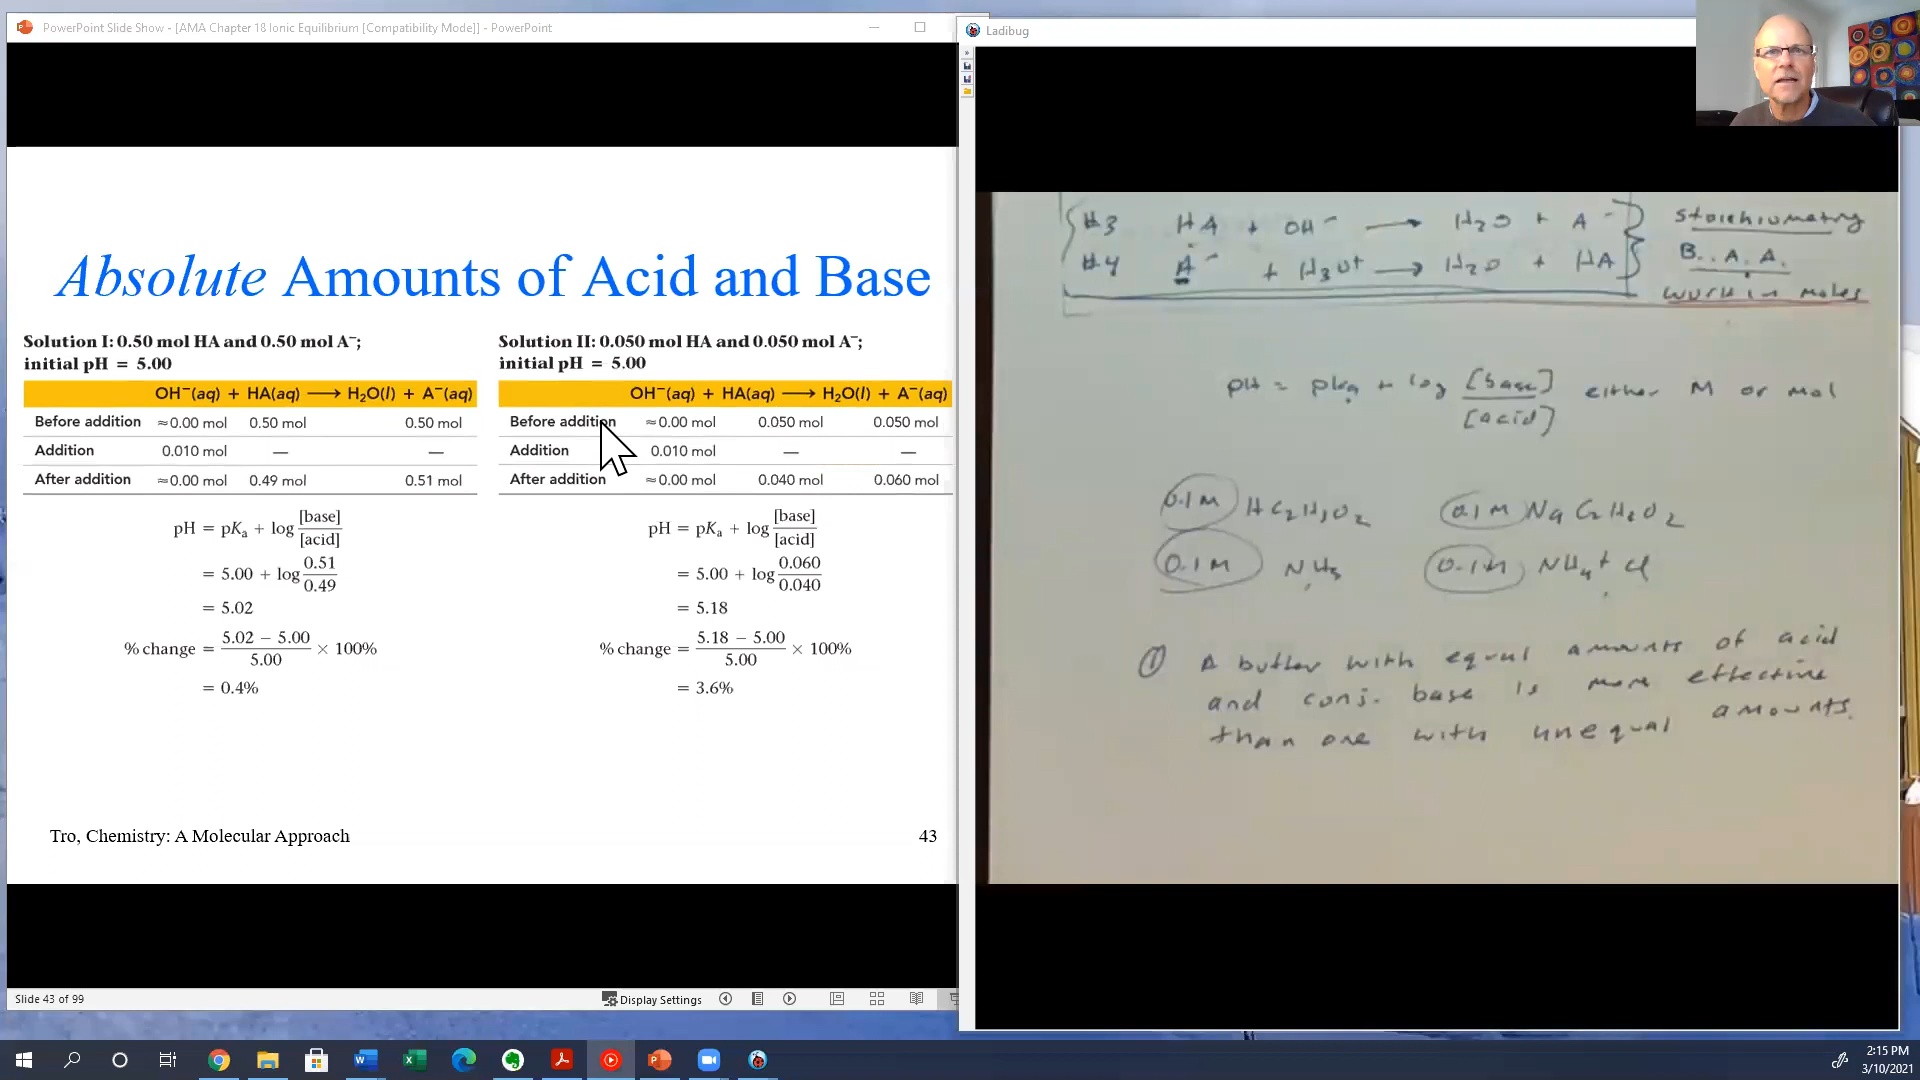 PowerPoint Slide Show - [AMA Chapter 18 Ionic Equilibrium [Compatibility Mode]] - PowerPoint
Absolute Amounts of Acid and Base
Solution I: 0.50 mol HA and 0.50 mol A⁻;
initial pH = 5.00
OH⁻(aq) + HA(aq) ⟶ H₂O(l) + A⁻(aq)
Before addition ≈0.00 mol 0.50 mol 0.50 mol
Addition 0.010 mol — —
After addition ≈0.00 mol 0.49 mol 0.51 mol
pH = pKₐ + log [base]/[acid]
= 5.00 + log 0.51/0.49
= 5.02
% change = (5.02 − 5.00)/5.00 × 100%
= 0.4%
Solution II: 0.050 mol HA and 0.050 mol A⁻;
initial pH = 5.00
OH⁻(aq) + HA(aq) ⟶ H₂O(l) + A⁻(aq)
Before addition ≈0.00 mol 0.050 mol 0.050 mol
Addition 0.010 mol — —
After addition ≈0.00 mol 0.040 mol 0.060 mol
pH = pKₐ + log [base]/[acid]
= 5.00 + log 0.060/0.040
= 5.18
% change = (5.18 − 5.00)/5.00 × 100%
= 3.6%
Tro, Chemistry: A Molecular Approach 43
Slide 43 of 99 Display Settings
Ladibug
#3 HA + OH⁻ ⟶ H₂O + A⁻ Stoichiometry
#4 A⁻ + H₃O⁺ ⟶ H₂O + HA B. A. A.
work in moles
pH = pKa + log [base]/[acid] either M or mol
0.1M HC₂H₃O₂ 0.1M NaC₂H₃O₂
0.1M NH₃ 0.1M NH₄⁺Cl
① A buffer with equal amounts of acid
and conj. base is more effective
than one with unequal amounts.
2:15 PM
3/10/2021